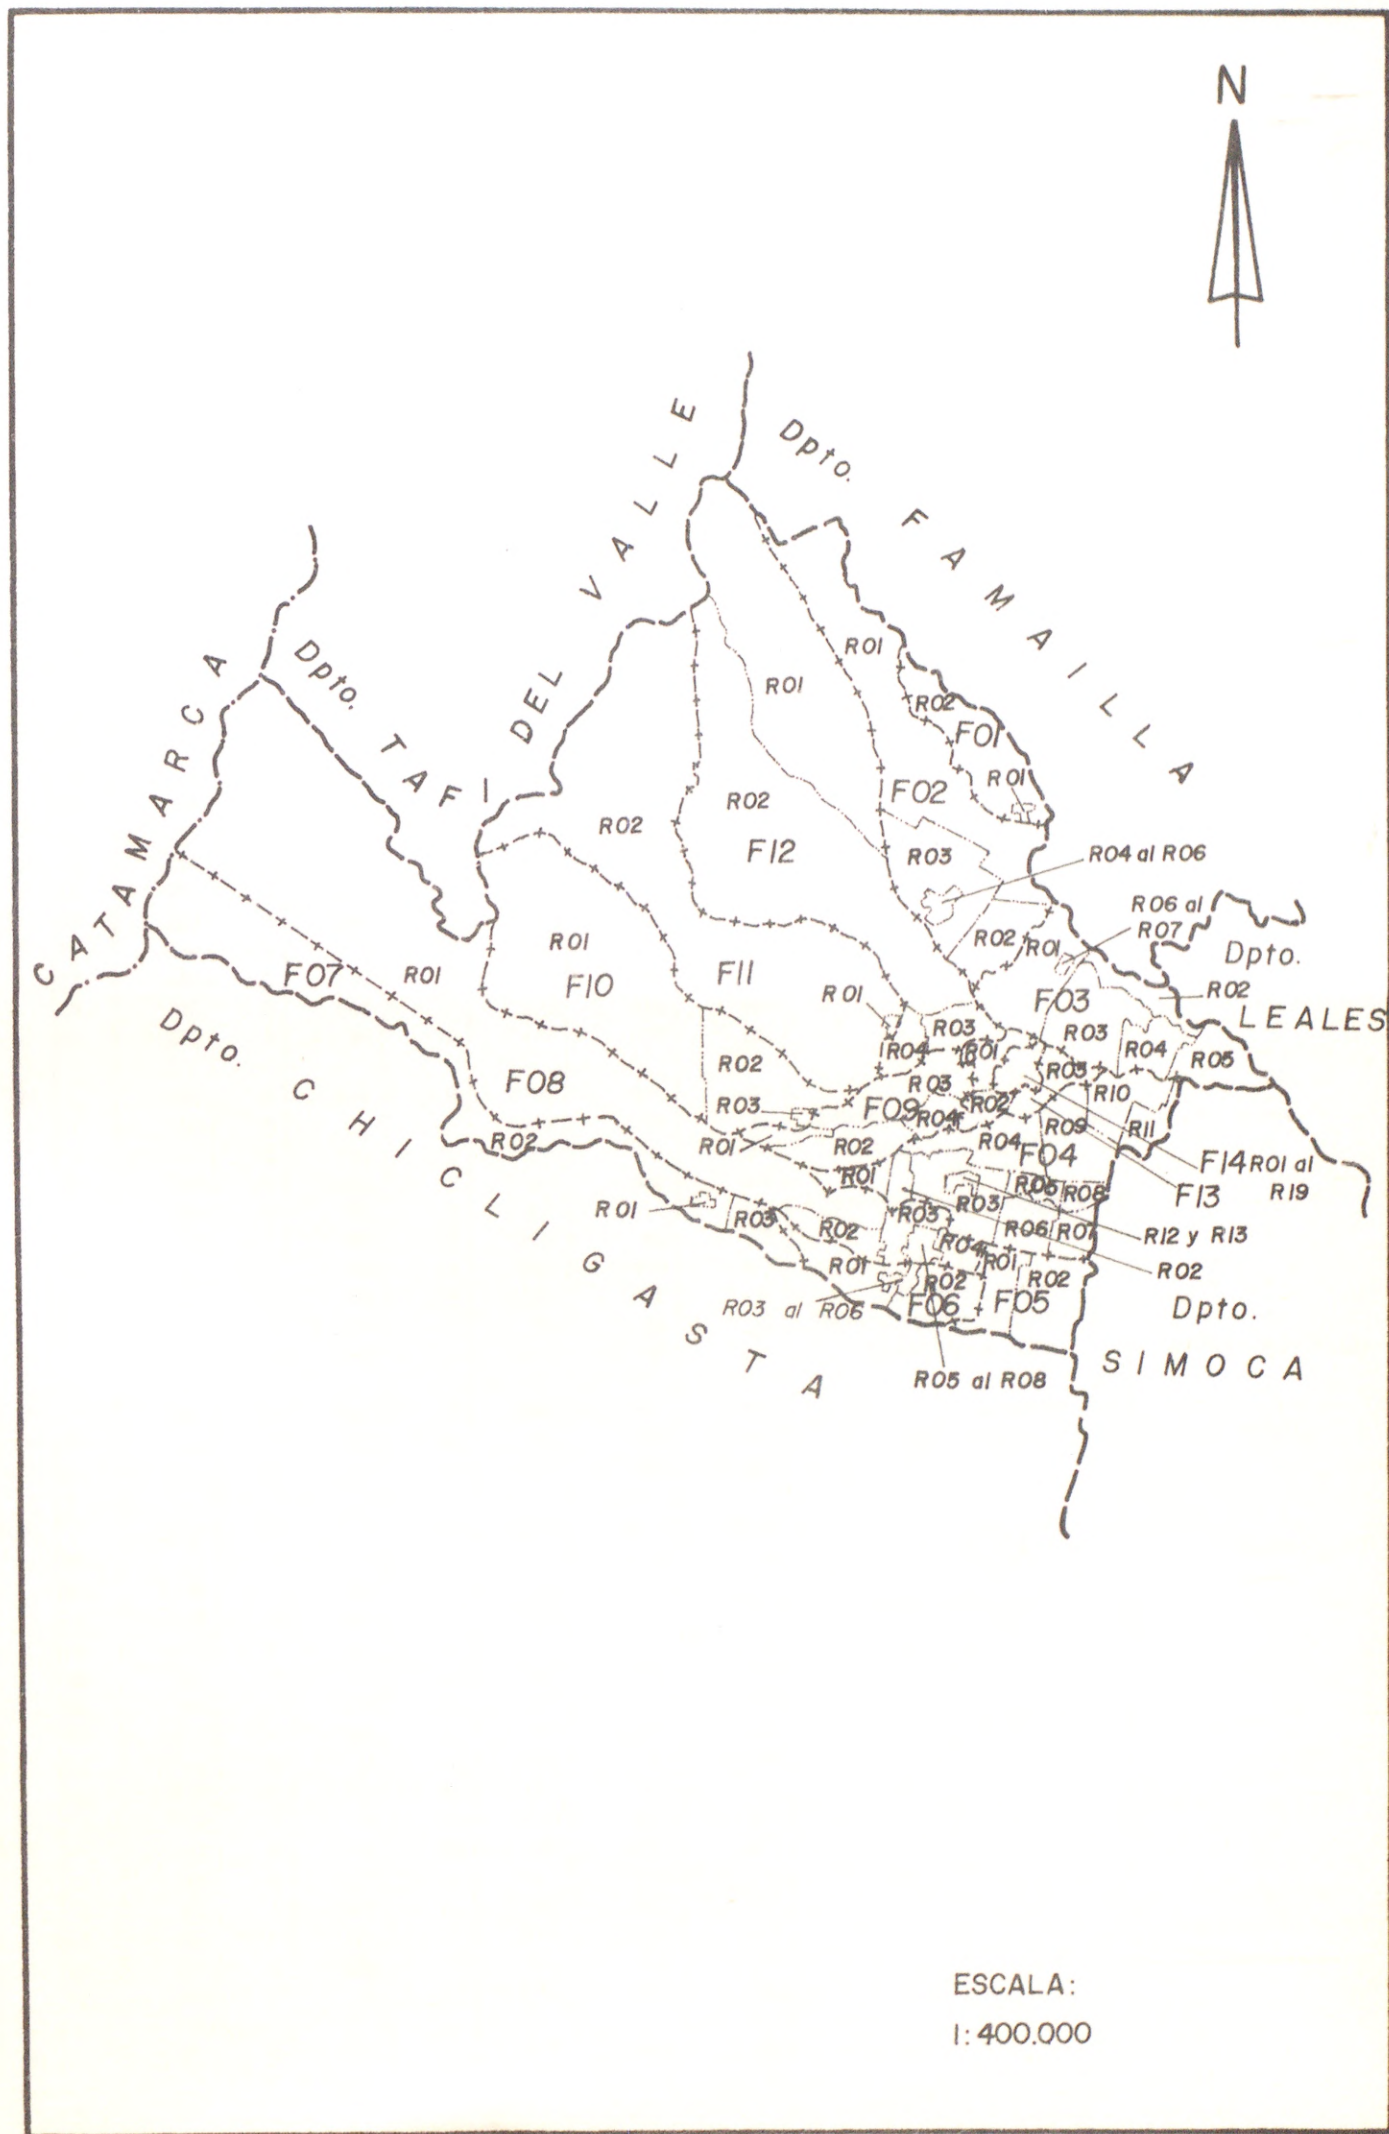 N
Dpto. FAMAILLA
Dpto. TAFI DEL VALLE
CATAMARCA
R01
R02
F01
R01
R01
F02
R02
R02
F12
R03
R04 al R06
R06 al
R07
Dpto.
LEALES
R02
R01
R02
R01
F07
R01
F10
F11
R01
F03
R03
R03
R04
R05
R04
R01
R03
R10
Dpto. CHICLIGASTA
F08
R02
R03
R03
F09
R04
R02
R09
R11
R02
R01
R02
R04
F04
F14 R01 al
R19
F13
R01
R05
R08
R01
R03
R02
R03
R03
R06
R07
R12 y R13
R04
R01
R01
R02
R02
R02
F06
F05
R03 al R06
Dpto.
SIMOCA
R05 al R08
ESCALA:
1:400.000